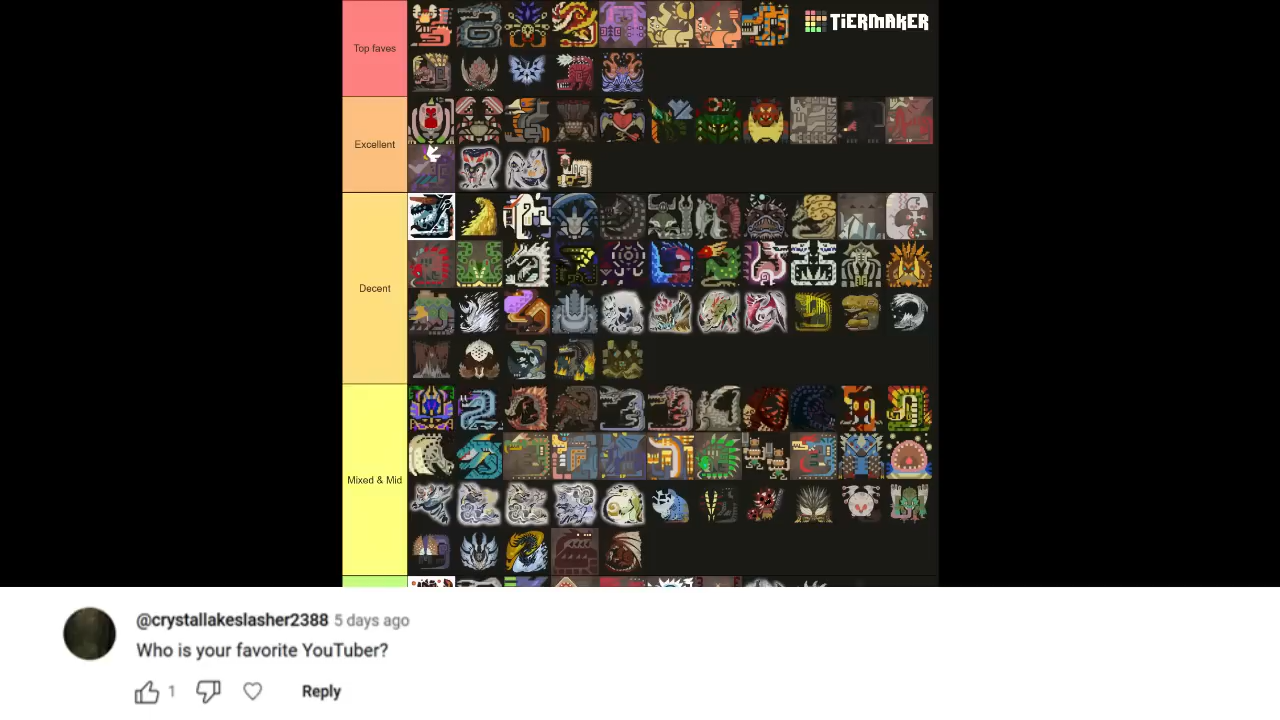 TIERMAKER
Top faves
Excellent
Decent
Mixed & Mid
@crystallakeslasher2388 5 days ago
Who is your favorite YouTuber?
1
Reply